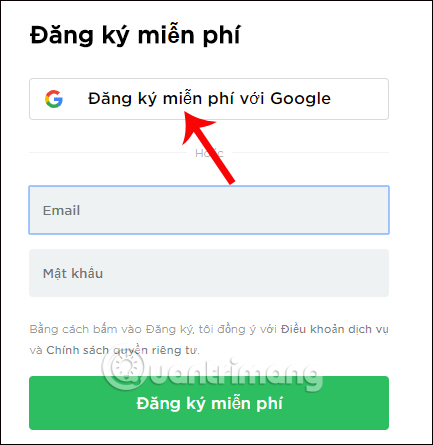 Đăng ký miễn phí
Đăng ký miễn phí với Google
Hoặc
Email
Mật khẩu
Bằng cách bấm vào Đăng ký, tôi đồng ý với Điều khoản dịch vụ
và Chính sách quyền riêng tư.
Quantrimang
Đăng ký miễn phí